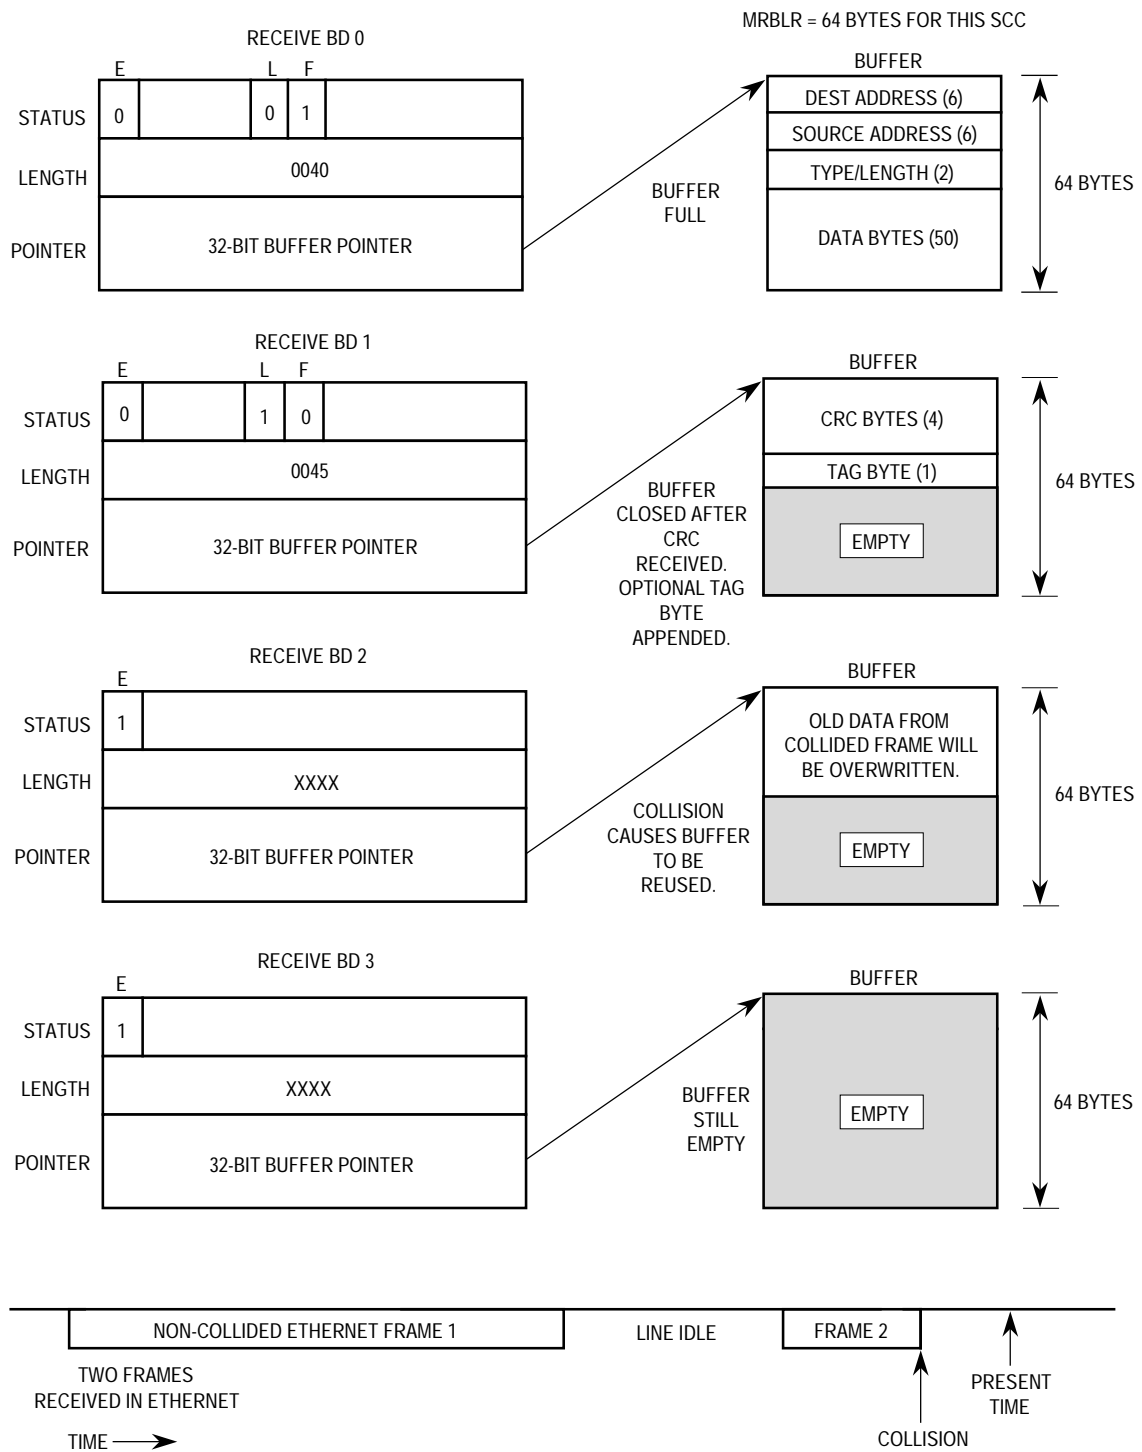 MRBLR = 64 BYTES FOR THIS SCC
RECEIVE BD 0
E L F
STATUS 0 0 1
LENGTH 0040
POINTER 32-BIT BUFFER POINTER
BUFFER
FULL
BUFFER
DEST ADDRESS (6)
SOURCE ADDRESS (6)
TYPE/LENGTH (2)
DATA BYTES (50)
64 BYTES
RECEIVE BD 1
E L F
STATUS 0 1 0
LENGTH 0045
POINTER 32-BIT BUFFER POINTER
BUFFER
CLOSED AFTER
CRC
RECEIVED.
OPTIONAL TAG
BYTE
APPENDED.
BUFFER
CRC BYTES (4)
TAG BYTE (1)
EMPTY
64 BYTES
RECEIVE BD 2
E
STATUS 1
LENGTH XXXX
POINTER 32-BIT BUFFER POINTER
COLLISION
CAUSES BUFFER
TO BE
REUSED.
BUFFER
OLD DATA FROM
COLLIDED FRAME WILL
BE OVERWRITTEN.
EMPTY
64 BYTES
RECEIVE BD 3
E
STATUS 1
LENGTH XXXX
POINTER 32-BIT BUFFER POINTER
BUFFER
STILL
EMPTY
BUFFER
EMPTY
64 BYTES
NON-COLLIDED ETHERNET FRAME 1 LINE IDLE FRAME 2
TWO FRAMES
RECEIVED IN ETHERNET
TIME
COLLISION
PRESENT
TIME